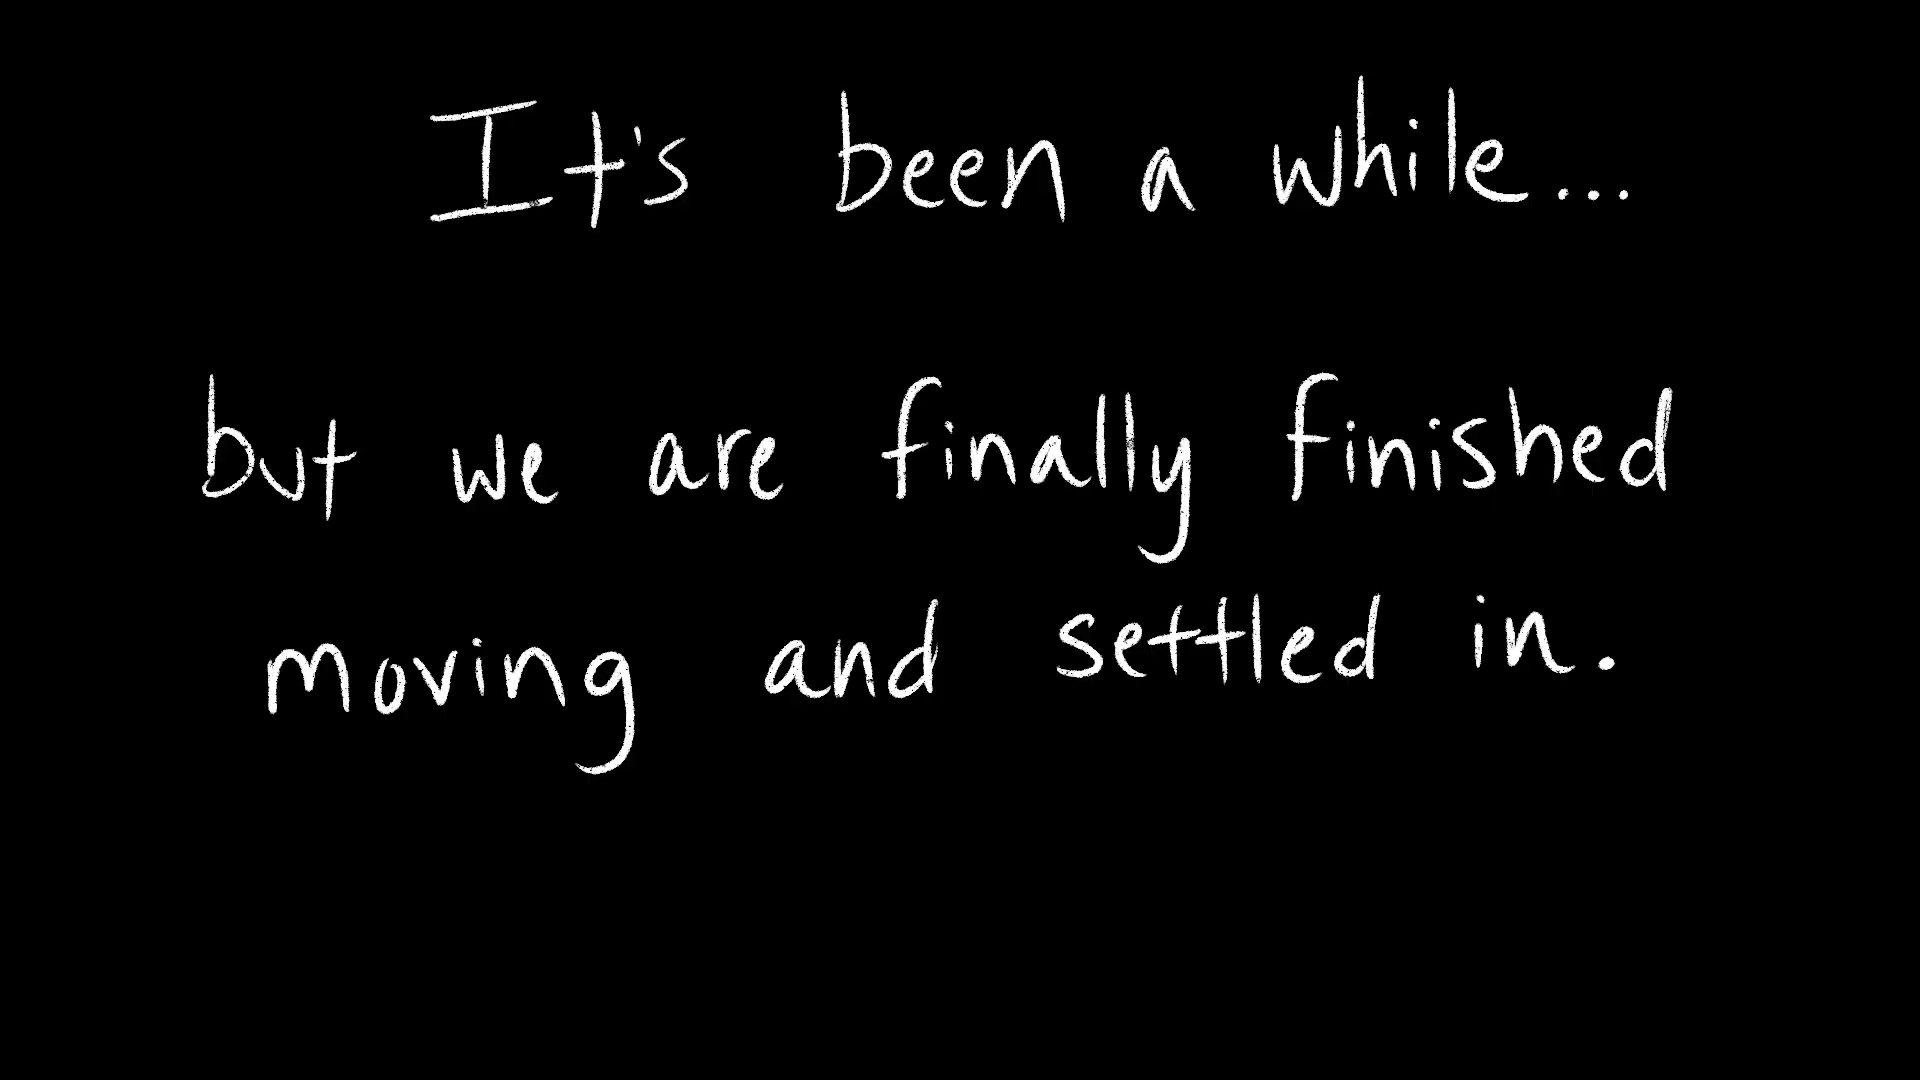 It's been a while...
but we are finally finished
moving and settled in.